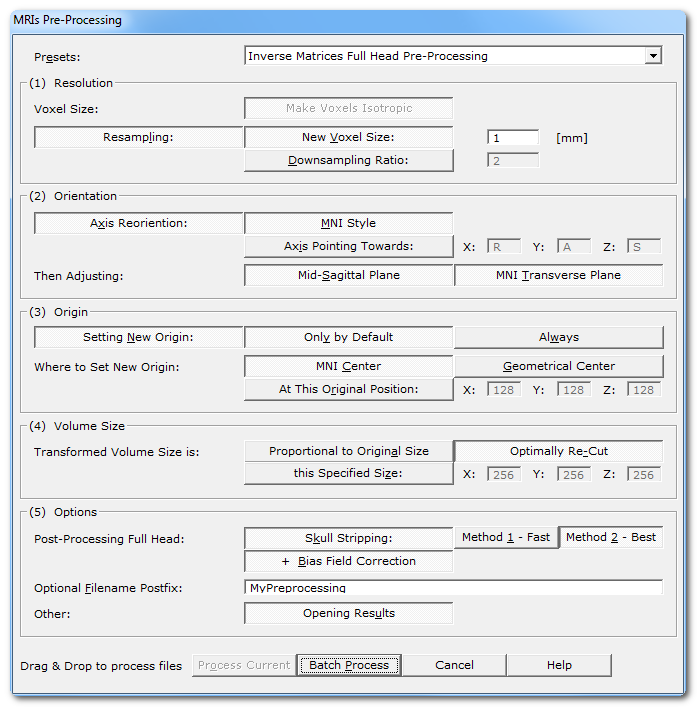 MRIs Pre-Processing
Presets: Inverse Matrices Full Head Pre-Processing
(1) Resolution
Voxel Size: Make Voxels Isotropic
Resampling: New Voxel Size: 1 [mm]
Downsampling Ratio: 2
(2) Orientation
Axis Reoriention: MNI Style
Axis Pointing Towards: X: R Y: A Z: S
Then Adjusting: Mid-Sagittal Plane MNI Transverse Plane
(3) Origin
Setting New Origin: Only by Default Always
Where to Set New Origin: MNI Center Geometrical Center
At This Original Position: X: 128 Y: 128 Z: 128
(4) Volume Size
Transformed Volume Size is: Proportional to Original Size Optimally Re-Cut
this Specified Size: X: 256 Y: 256 Z: 256
(5) Options
Post-Processing Full Head: Skull Stripping: Method 1 - Fast Method 2 - Best
+ Bias Field Correction
Optional Filename Postfix: MyPreprocessing
Other: Opening Results
Drag & Drop to process files Process Current Batch Process Cancel Help